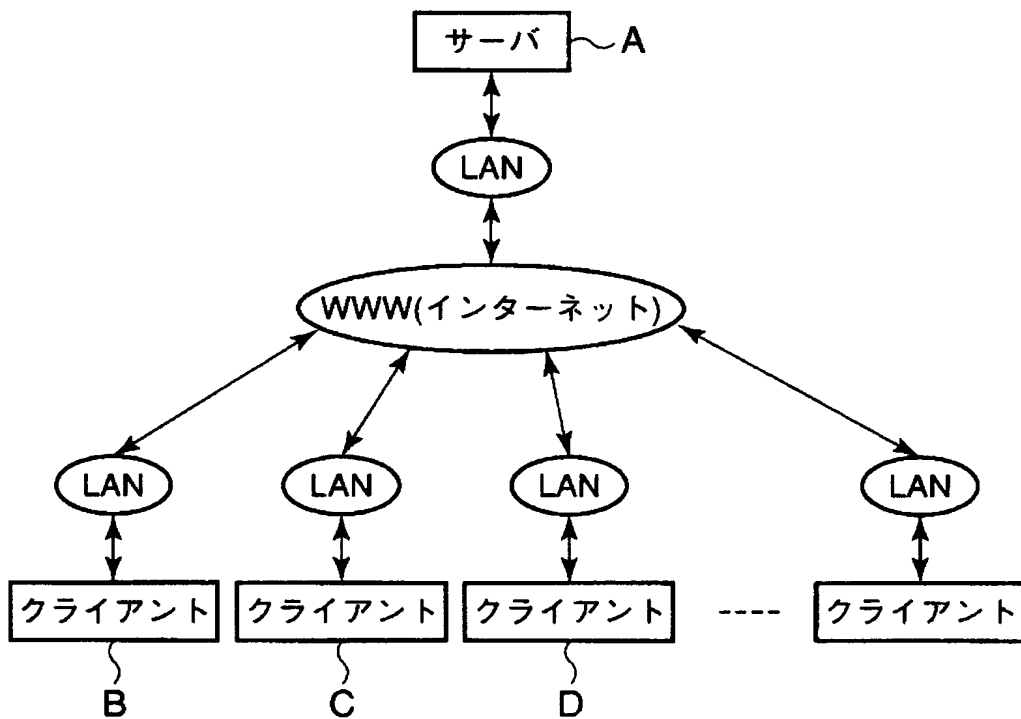 サーバ A
LAN
WWW(インターネット)
LAN LAN LAN LAN
クライアント クライアント クライアント ---- クライアント
B C D